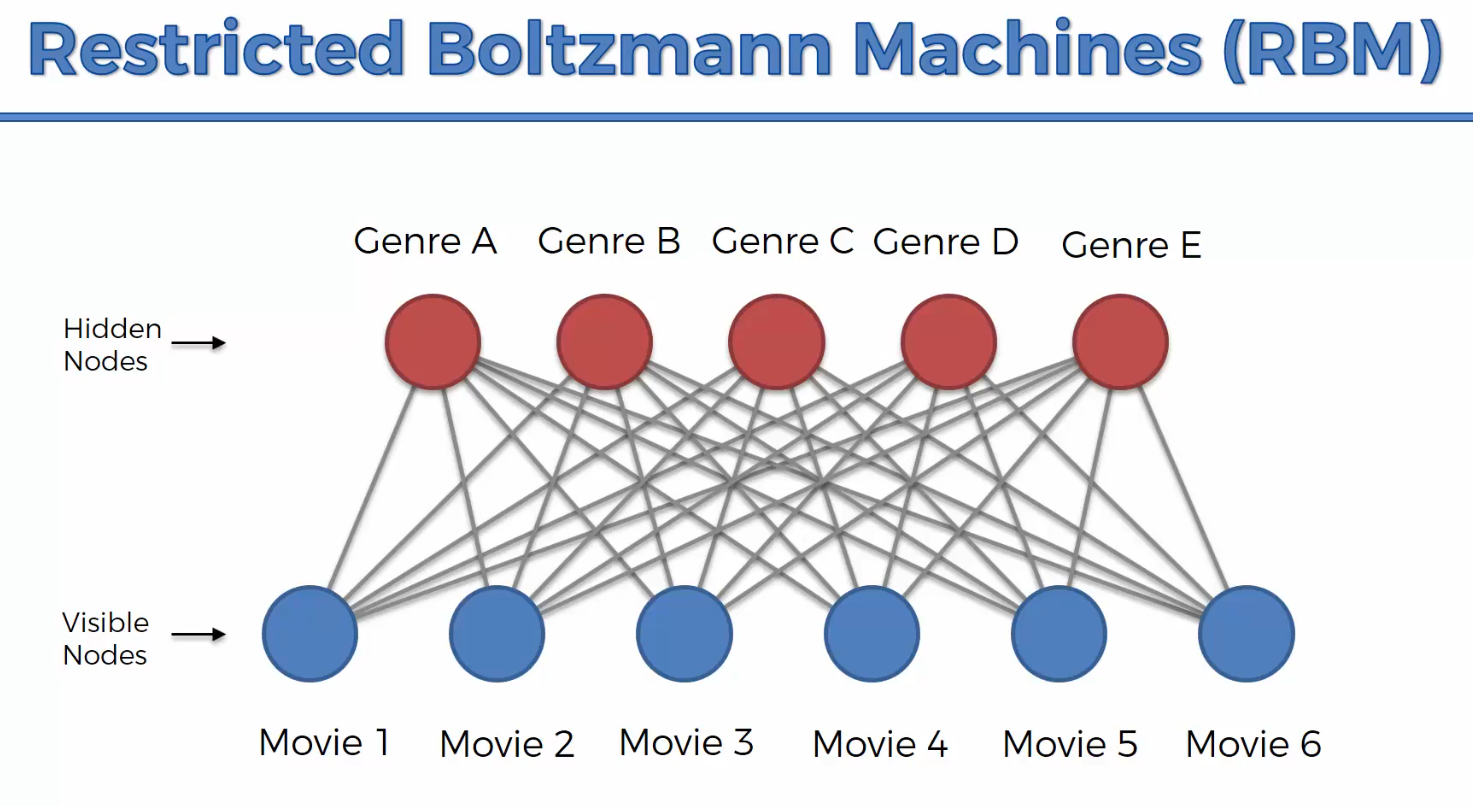 Restricted Boltzmann Machines (RBM)
Genre A Genre B Genre C Genre D Genre E
Hidden
Nodes
Visible
Nodes
Movie 1 Movie 2 Movie 3 Movie 4 Movie 5 Movie 6